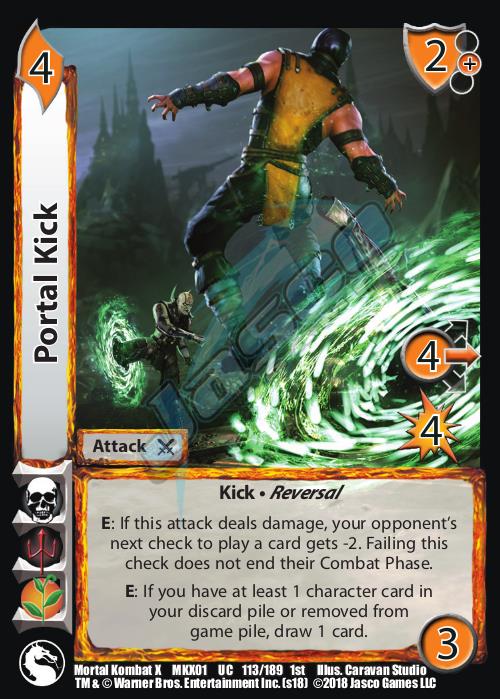 4
2
+
Portal Kick
Jasco
4
4
Attack
Kick • Reversal
E: If this attack deals damage, your opponent's
next check to play a card gets -2. Failing this
check does not end their Combat Phase.
E: If you have at least 1 character card in
your discard pile or removed from
game pile, draw 1 card.
3
Mortal Kombat X MKX01 UC 113/189 1st Illus. Caravan Studio
TM & © Warner Bros. Entertainment Inc. (s18) ©2018 Jasco Games LLC